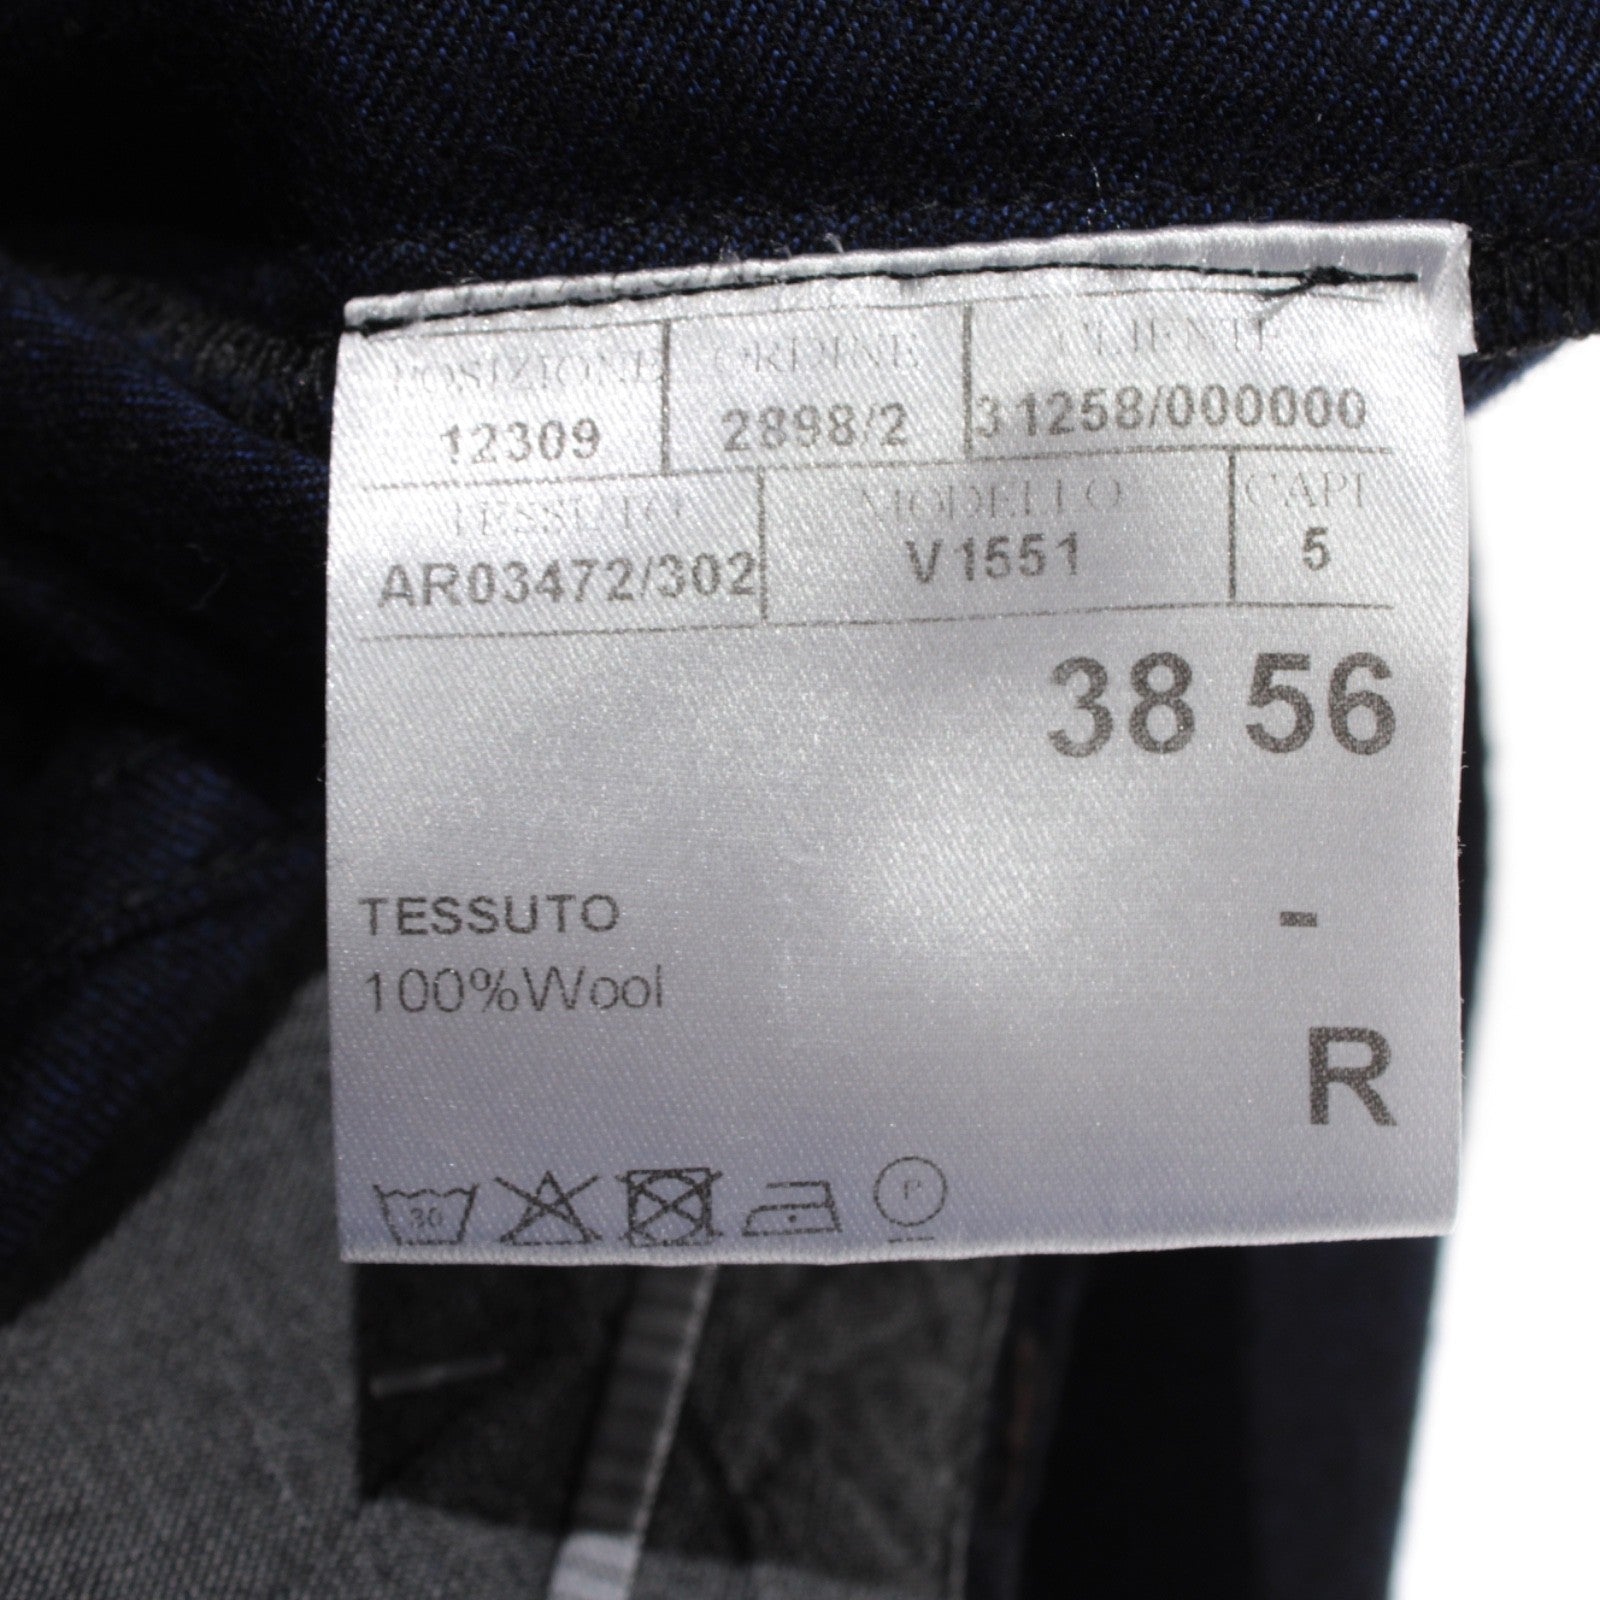 POSIZIONE ORDINE CLIENTE
12309 2898/2 31258/000000
TESSUTO MODELLO CAPI
AR03472/302 V1551 5
38 56
TESSUTO -
100%Wool
R
30 P